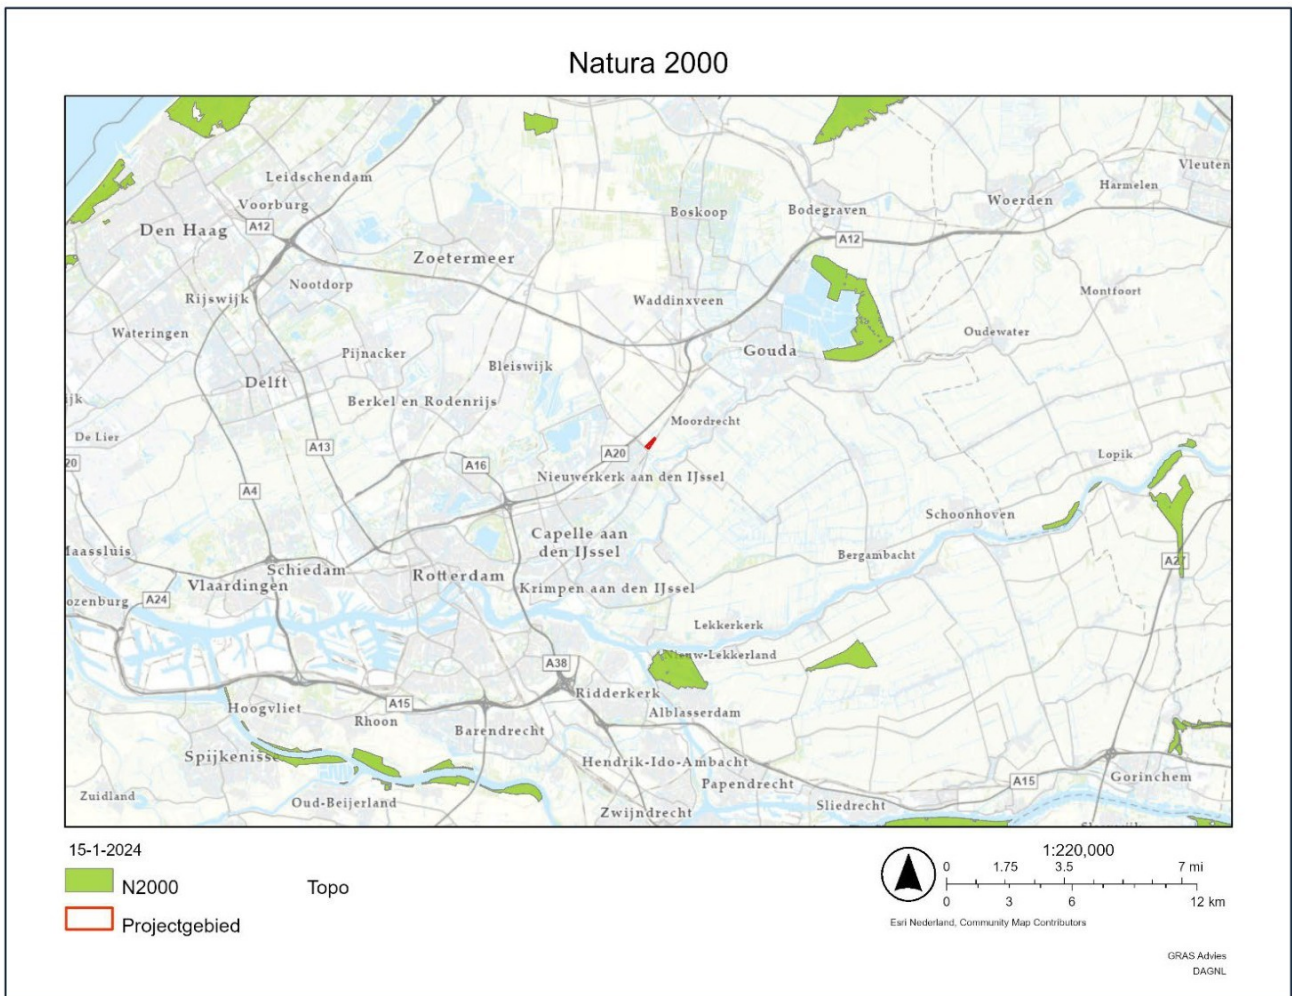 Natura 2000
Vleuten
Leidschendam
Harmelen
Voorburg
Woerden
Boskoop
Bodegraven
Den Haag
A12
A12
Zoetermeer
Nootdorp
Rijswijk
Waddinxveen
Montfoort
Wateringen
Oudewater
Pijnacker
Gouda
Bleiswijk
Delft
ijk
Berkel en Rodenrijs
Moordrecht
De Lier
A13
A20
Lopik
20
A16
Nieuwerkerk aan den IJssel
A4
Schoonhoven
Capelle aan
den IJssel
Maassluis
Bergambacht
A27
Schiedam
Rotterdam
Vlaardingen
Krimpen aan den IJssel
ozenburg
A24
Lekkerkerk
Nieuw-Lekkerland
A38
Ridderkerk
Hoogvliet
A15
Rhoon
Alblasserdam
Barendrecht
Spijkenisse
Hendrik-Ido-Ambacht
Papendrecht
A15
Gorinchem
Zuidland
Oud-Beijerland
Sliedrecht
Zwijndrecht
15-1-2024
N2000
Topo
Projectgebied
1:220,000
0 1.75 3.5 7 mi
0 3 6 12 km
Esri Nederland, Community Map Contributors
GRAS Advies
DAGNL